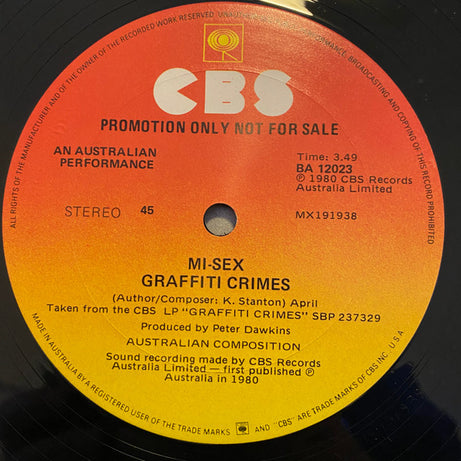 ALL RIGHTS OF THE MANUFACTURER AND OF THE OWNER OF THE RECORDED WORK RESERVED
BROADCASTING AND COPYING OF THIS RECORD PROHIBITED
CBS
PROMOTION ONLY NOT FOR SALE
AN AUSTRALIAN
PERFORMANCE
Time: 3.49
BA 12023
℗ 1980 CBS Records
Australia Limited
STEREO 45
MX191938
MI-SEX
GRAFFITI CRIMES
(Author/Composer: K. Stanton) April
Taken from the CBS LP "GRAFFITI CRIMES" SBP 237329
Produced by Peter Dawkins
AUSTRALIAN COMPOSITION
Sound recording made by CBS Records
Australia Limited — first published ℗
Australia in 1980
MADE IN AUSTRALIA BY A REGISTERED USER OF THE TRADE MARKS AND "CBS" ARE TRADE MARKS OF CBS INC. U.S.A